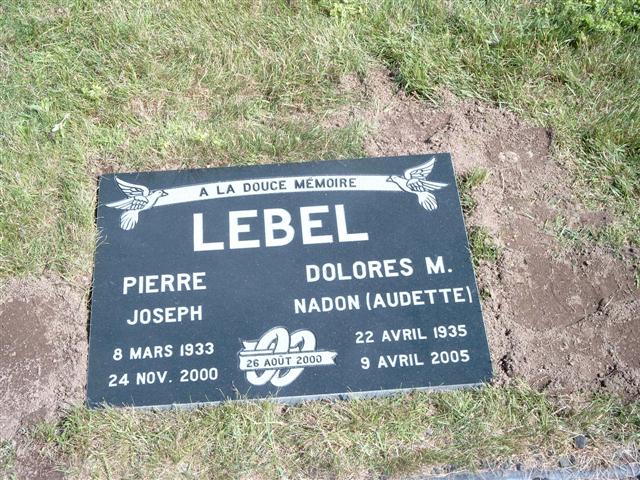 A LA DOUCE MÉMOIRE
LEBEL
PIERRE
JOSEPH
8 MARS 1933
24 NOV. 2000
26 AOÛT 2000
DOLORES M.
NADON (AUDETTE)
22 AVRIL 1935
9 AVRIL 2005